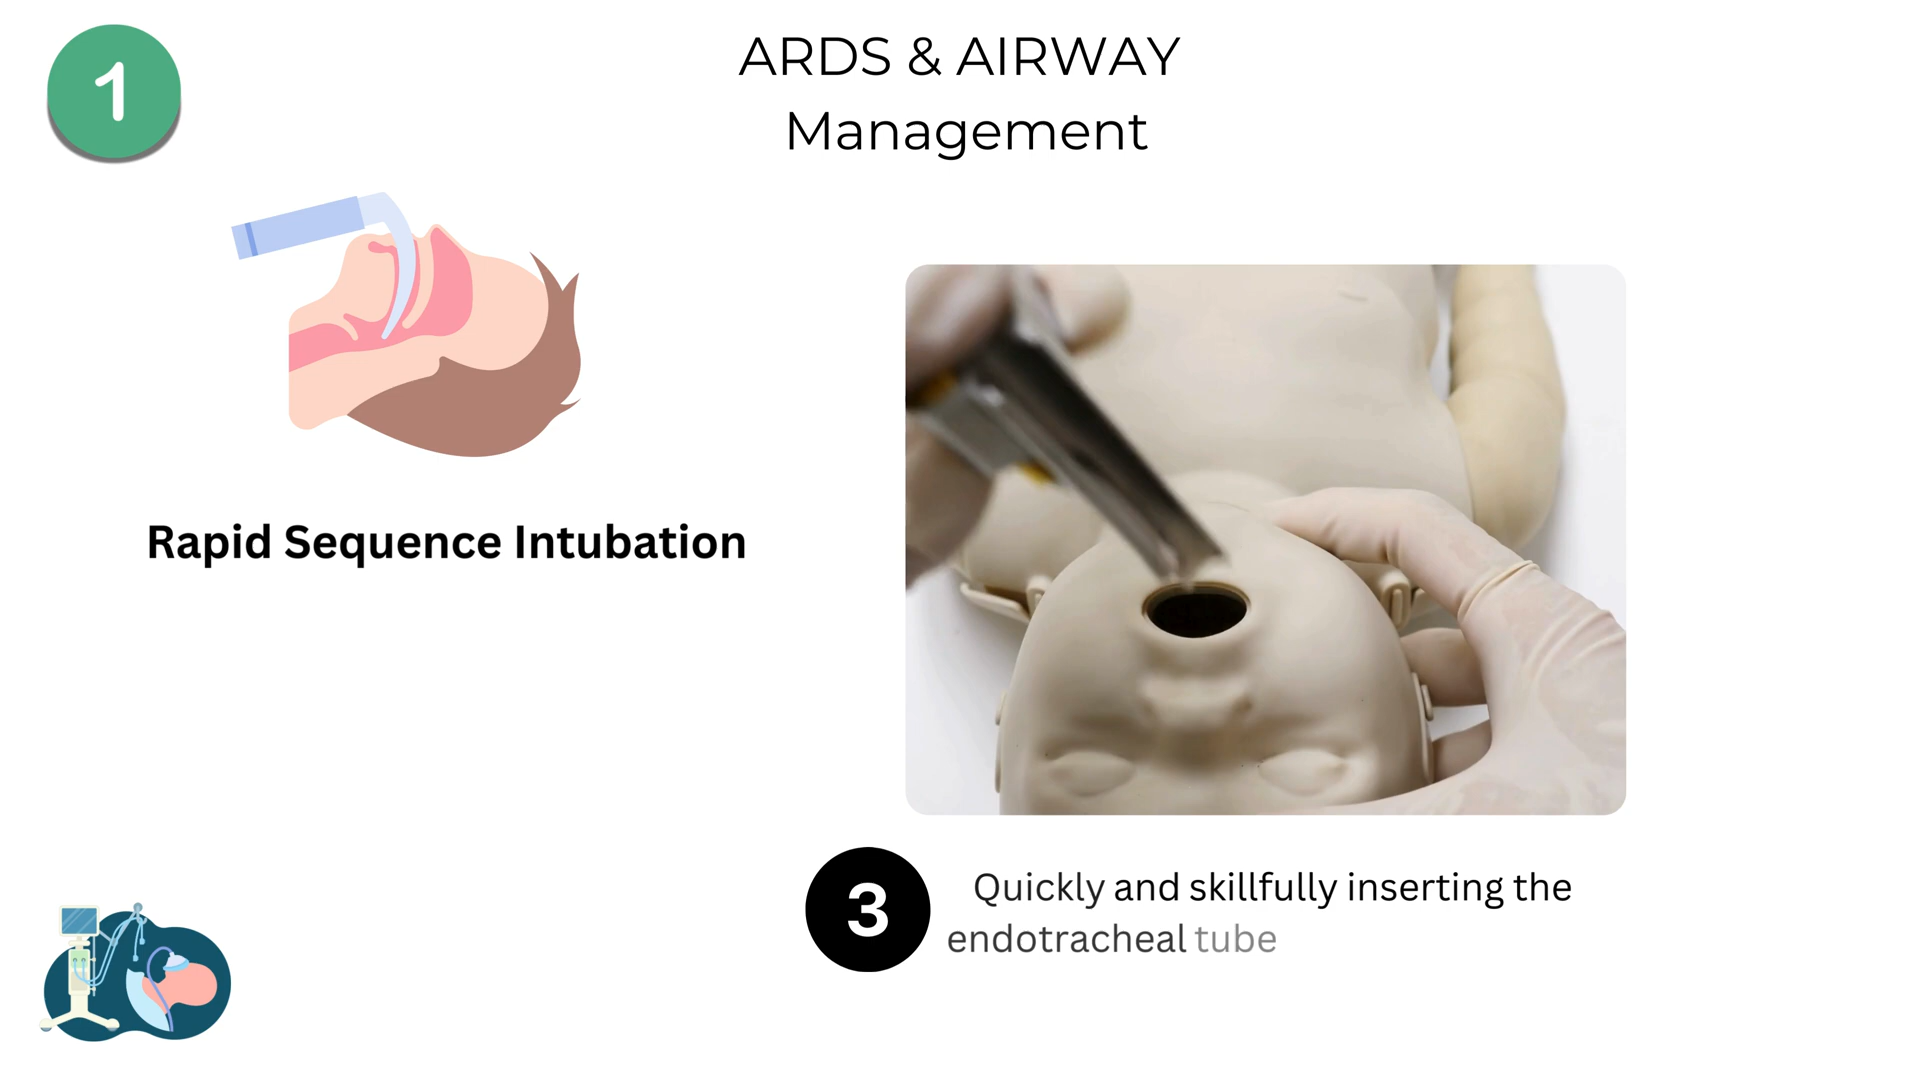 1
ARDS & AIRWAY
Management
Rapid Sequence Intubation
3
Quickly and skillfully inserting the
endotracheal tube